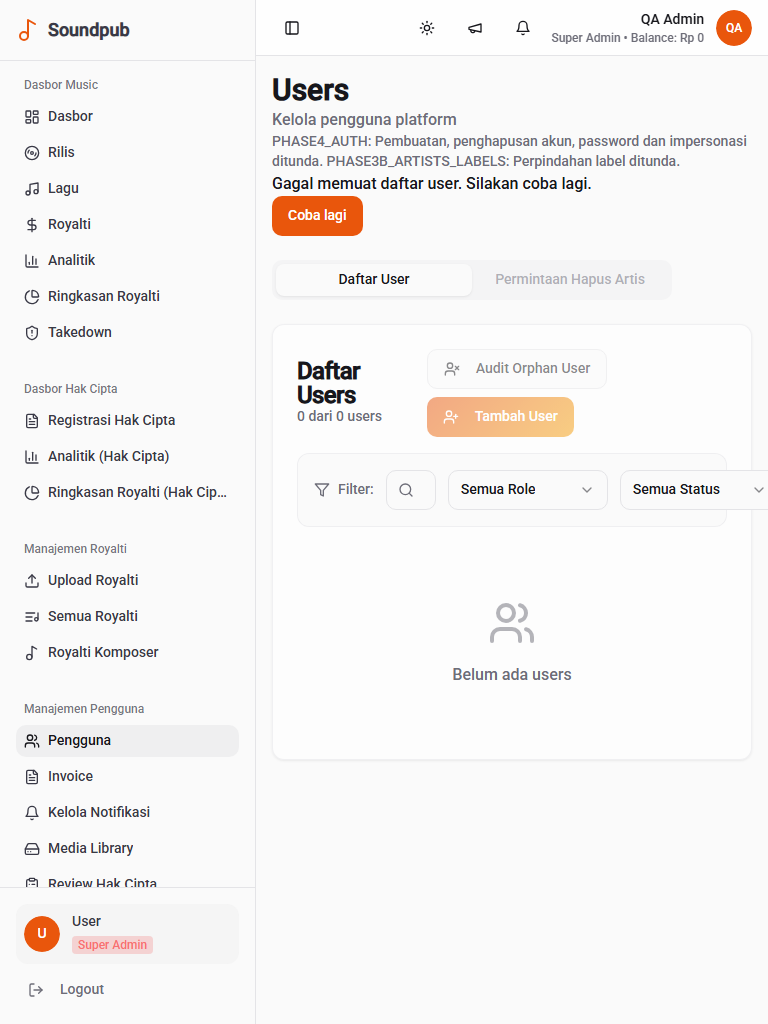 Soundpub
Dasbor Music
Dasbor
Rilis
Lagu
Royalti
Analitik
Ringkasan Royalti
Takedown
Dasbor Hak Cipta
Registrasi Hak Cipta
Analitik (Hak Cipta)
Ringkasan Royalti (Hak Cip...
Manajemen Royalti
Upload Royalti
Semua Royalti
Royalti Komposer
Manajemen Pengguna
Pengguna
Invoice
Kelola Notifikasi
Media Library
Review Hak Cipta
U
User
Super Admin
Logout
QA Admin
Super Admin • Balance: Rp 0
QA
Users
Kelola pengguna platform
PHASE4_AUTH: Pembuatan, penghapusan akun, password dan impersonasi
ditunda. PHASE3B_ARTISTS_LABELS: Perpindahan label ditunda.
Gagal memuat daftar user. Silakan coba lagi.
Coba lagi
Daftar User
Permintaan Hapus Artis
Daftar
Users
0 dari 0 users
Audit Orphan User
Tambah User
Filter:
Semua Role
Semua Status
Belum ada users